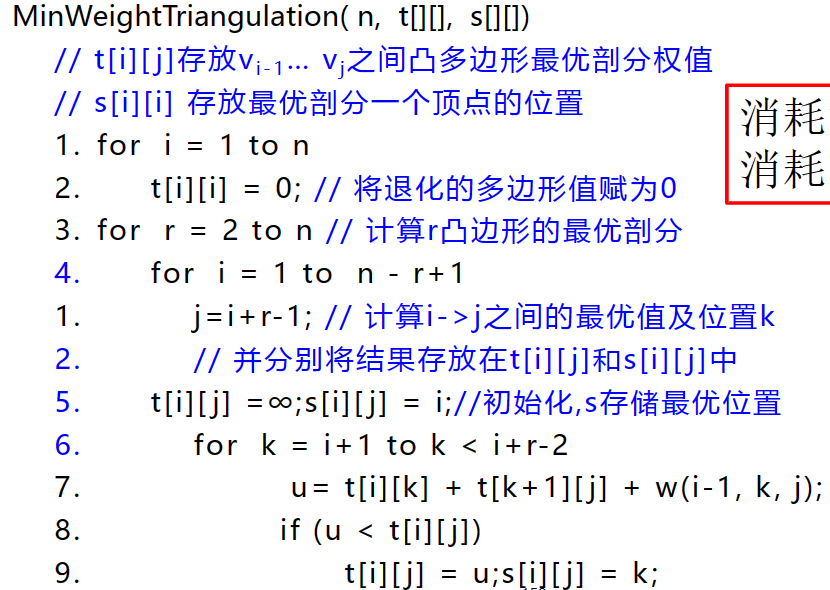 MinWeightTriangulation( n, t[][], s[][])
// t[i][j]存放vi-1… vj之间凸多边形最优剖分权值
// s[i][i] 存放最优剖分一个顶点的位置
消耗
消耗
1. for i = 1 to n
2. t[i][i] = 0; // 将退化的多边形值赋为0
3. for r = 2 to n // 计算r凸边形的最优剖分
4. for i = 1 to n - r+1
1. j=i+r-1; // 计算i->j之间的最优值及位置k
2. // 并分别将结果存放在t[i][j]和s[i][j]中
5. t[i][j] =∞;s[i][j] = i;//初始化,s存储最优位置
6. for k = i+1 to k < i+r-2
7. u= t[i][k] + t[k+1][j] + w(i-1, k, j);
8. if (u < t[i][j])
9. t[i][j] = u;s[i][j] = k;